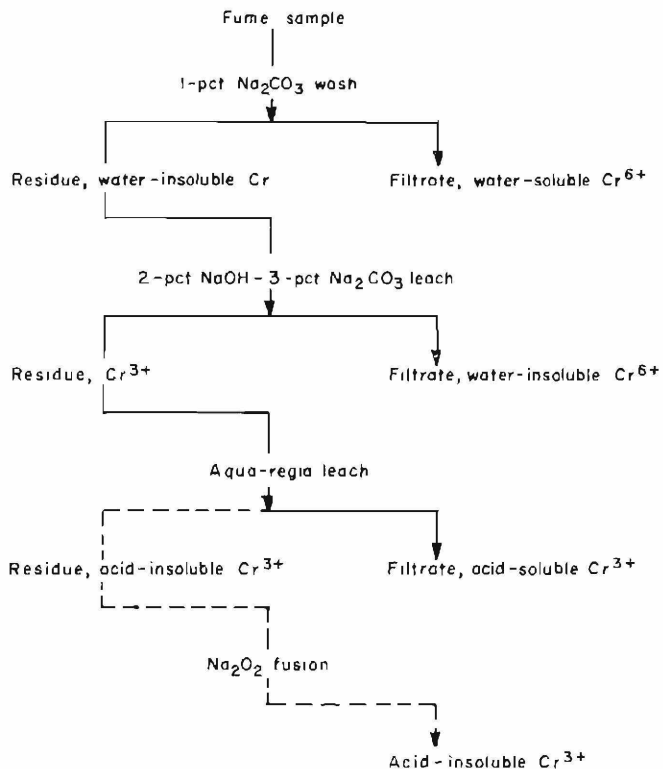 Fume sample
1-pct Na₂CO₃ wash
Residue, water-insoluble Cr
Filtrate, water-soluble Cr⁶⁺
2-pct NaOH-3-pct Na₂CO₃ leach
Residue, Cr³⁺
Filtrate, water-insoluble Cr⁶⁺
Aqua-regia leach
Residue, acid-insoluble Cr³⁺
Filtrate, acid-soluble Cr³⁺
Na₂O₂ fusion
Acid-insoluble Cr³⁺